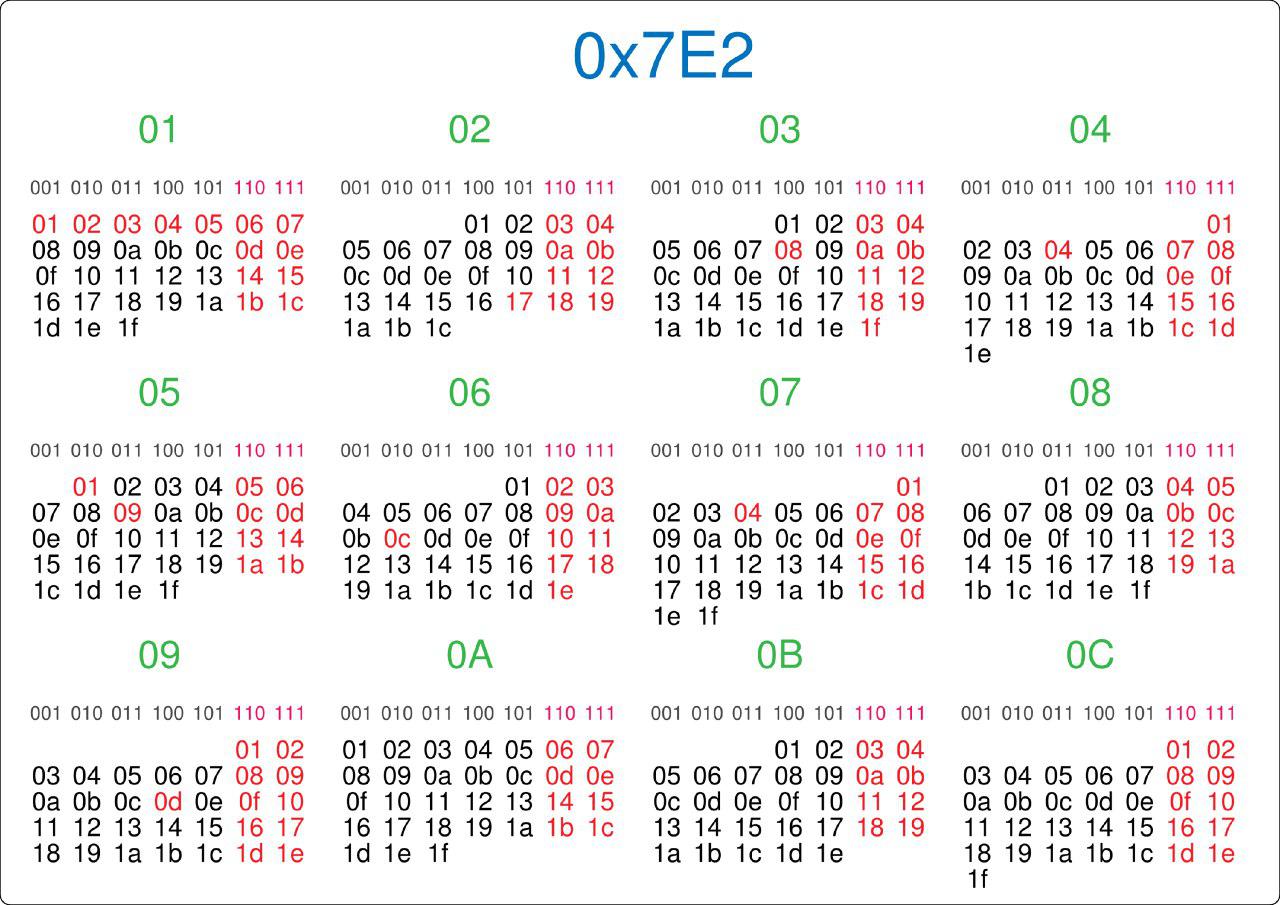 0x7E2
01
001 010 011 100 101 110 111
01 02 03 04 05 06 07
08 09 0a 0b 0c 0d 0e
0f 10 11 12 13 14 15
16 17 18 19 1a 1b 1c
1d 1e 1f
02
001 010 011 100 101 110 111
01 02 03 04
05 06 07 08 09 0a 0b
0c 0d 0e 0f 10 11 12
13 14 15 16 17 18 19
1a 1b 1c
03
001 010 011 100 101 110 111
01 02 03 04
05 06 07 08 09 0a 0b
0c 0d 0e 0f 10 11 12
13 14 15 16 17 18 19
1a 1b 1c 1d 1e 1f
04
001 010 011 100 101 110 111
01
02 03 04 05 06 07 08
09 0a 0b 0c 0d 0e 0f
10 11 12 13 14 15 16
17 18 19 1a 1b 1c 1d
1e
05
001 010 011 100 101 110 111
01 02 03 04 05 06
07 08 09 0a 0b 0c 0d
0e 0f 10 11 12 13 14
15 16 17 18 19 1a 1b
1c 1d 1e 1f
06
001 010 011 100 101 110 111
01 02 03
04 05 06 07 08 09 0a
0b 0c 0d 0e 0f 10 11
12 13 14 15 16 17 18
19 1a 1b 1c 1d 1e
07
001 010 011 100 101 110 111
01
02 03 04 05 06 07 08
09 0a 0b 0c 0d 0e 0f
10 11 12 13 14 15 16
17 18 19 1a 1b 1c 1d
1e 1f
08
001 010 011 100 101 110 111
01 02 03 04 05
06 07 08 09 0a 0b 0c
0d 0e 0f 10 11 12 13
14 15 16 17 18 19 1a
1b 1c 1d 1e 1f
09
001 010 011 100 101 110 111
01 02
03 04 05 06 07 08 09
0a 0b 0c 0d 0e 0f 10
11 12 13 14 15 16 17
18 19 1a 1b 1c 1d 1e
0A
001 010 011 100 101 110 111
01 02 03 04 05 06 07
08 09 0a 0b 0c 0d 0e
0f 10 11 12 13 14 15
16 17 18 19 1a 1b 1c
1d 1e 1f
0B
001 010 011 100 101 110 111
01 02 03 04
05 06 07 08 09 0a 0b
0c 0d 0e 0f 10 11 12
13 14 15 16 17 18 19
1a 1b 1c 1d 1e
0C
001 010 011 100 101 110 111
01 02
03 04 05 06 07 08 09
0a 0b 0c 0d 0e 0f 10
11 12 13 14 15 16 17
18 19 1a 1b 1c 1d 1e
1f